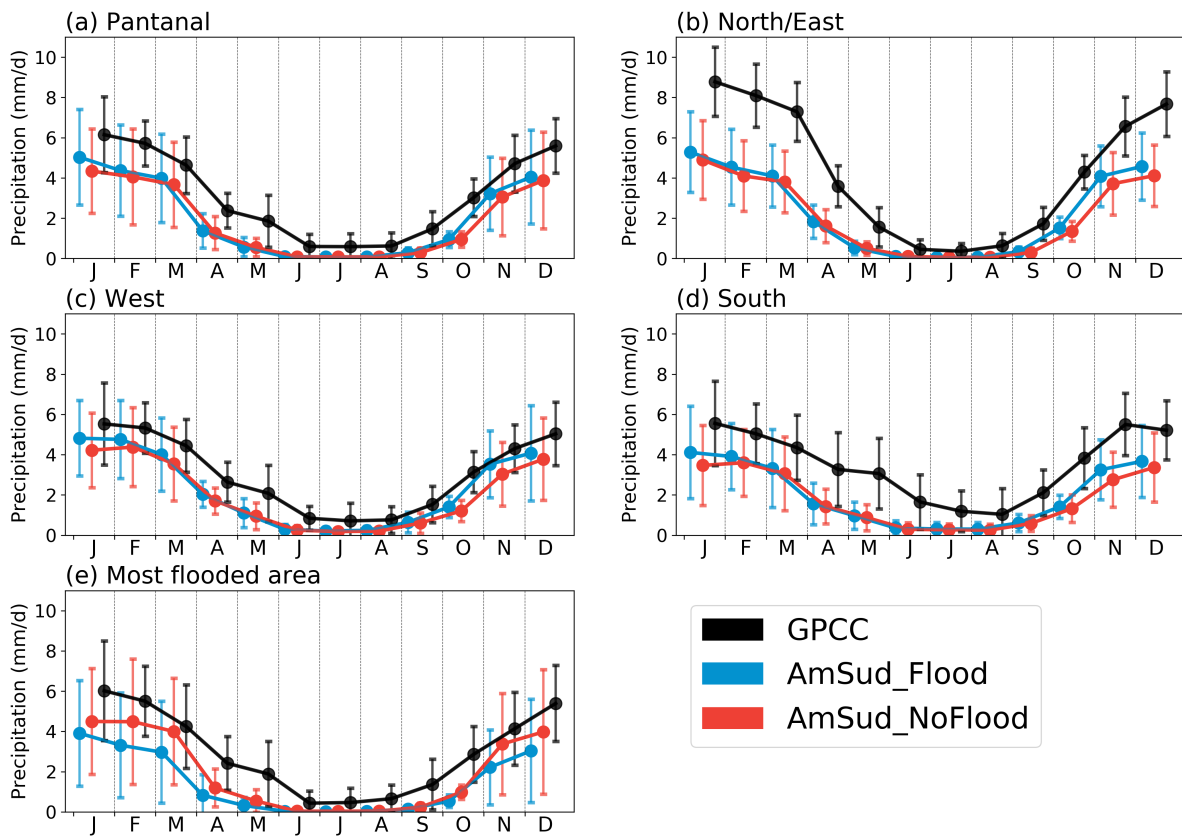 (a) Pantanal
Precipitation (mm/d)
10
8
6
4
2
0
J F M A M J J A S O N D
(b) North/East
Precipitation (mm/d)
10
8
6
4
2
0
J F M A M J J A S O N D
(c) West
Precipitation (mm/d)
10
8
6
4
2
0
J F M A M J J A S O N D
(d) South
Precipitation (mm/d)
10
8
6
4
2
0
J F M A M J J A S O N D
(e) Most flooded area
Precipitation (mm/d)
10
8
6
4
2
0
J F M A M J J A S O N D
GPCC
AmSud_Flood
AmSud_NoFlood